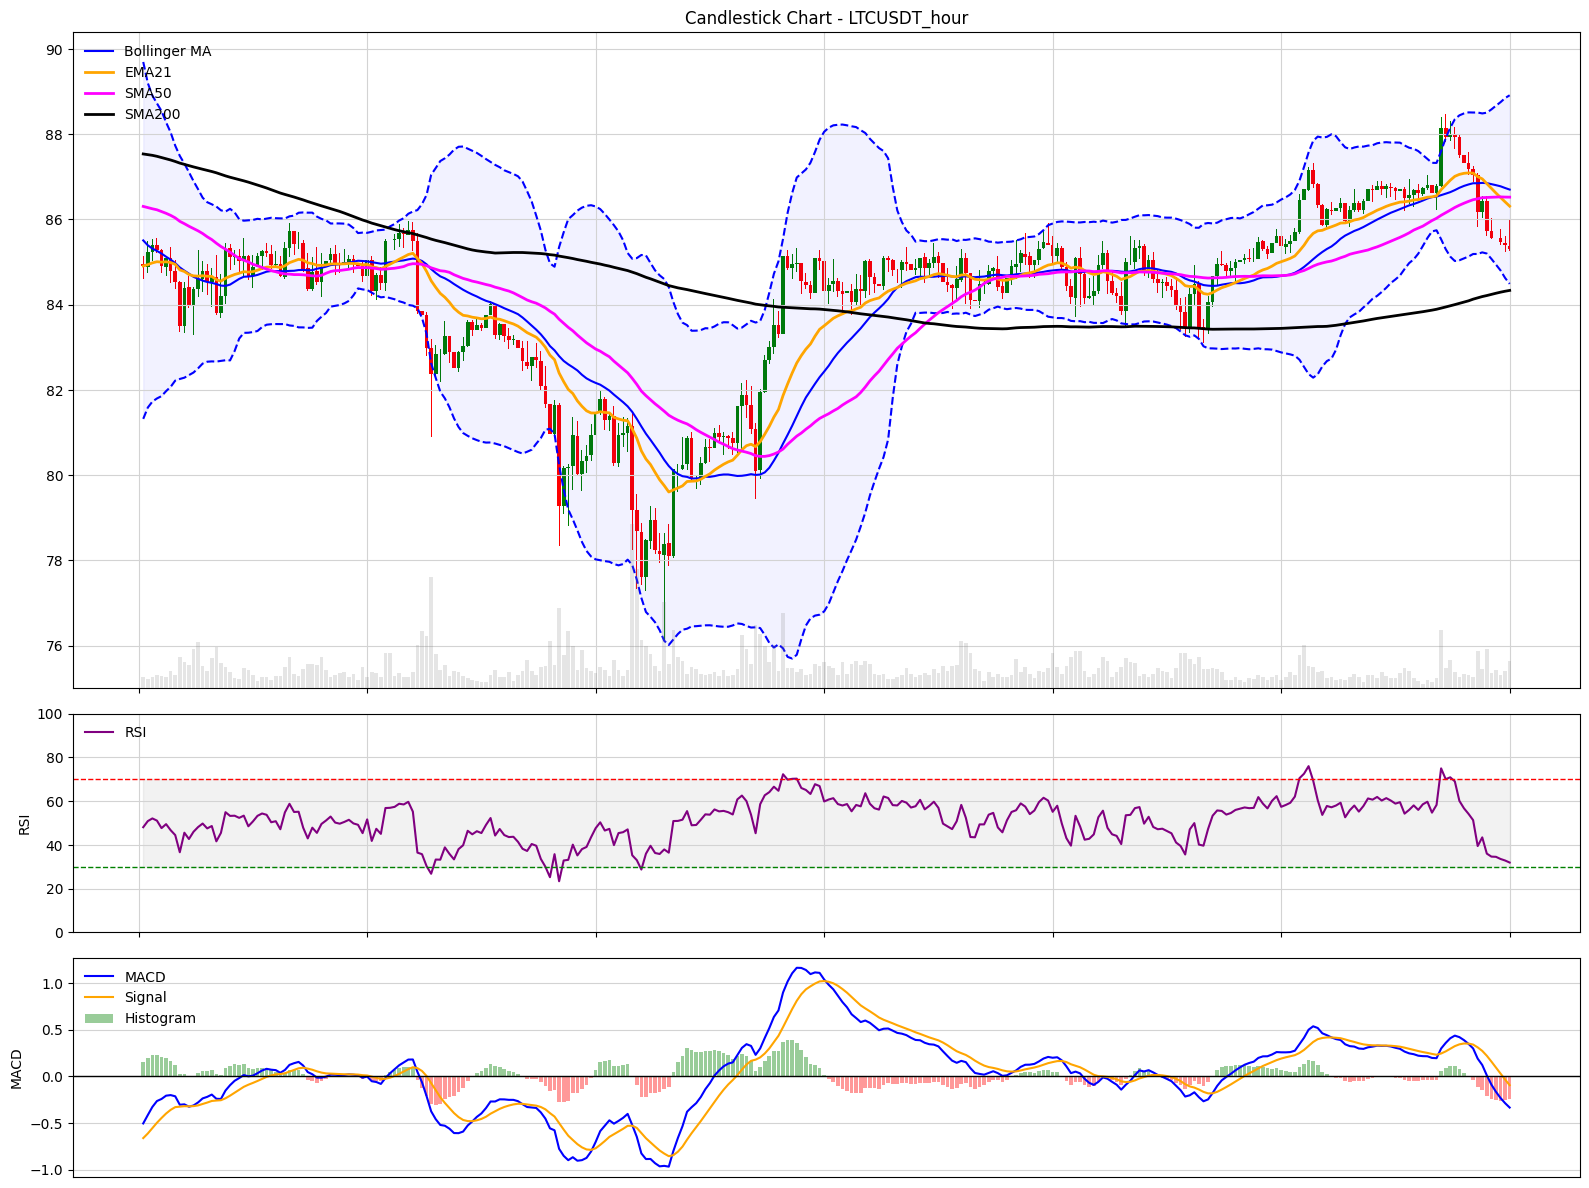 Candlestick Chart - LTCUSDT_hour
Bollinger MA
EMA21
SMA50
SMA200
90
88
86
84
82
80
78
76
RSI
RSI
100
80
60
40
20
0
MACD
Signal
Histogram
MACD
1.0
0.5
0.0
−0.5
−1.0